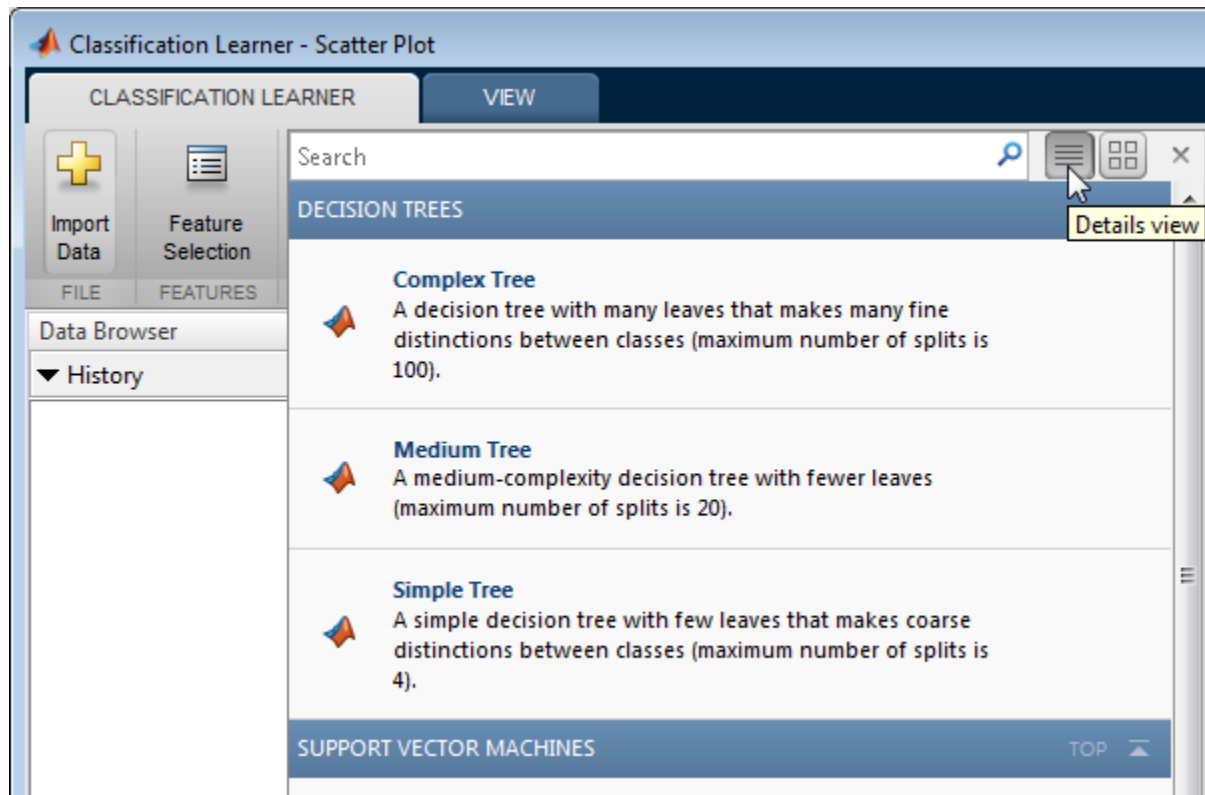 Classification Learner - Scatter Plot
CLASSIFICATION LEARNER
VIEW
Import
Data
Feature
Selection
FILE
FEATURES
Search
Details view
DECISION TREES
Complex Tree
A decision tree with many leaves that makes many fine
distinctions between classes (maximum number of splits is
100).
Data Browser
History
Medium Tree
A medium-complexity decision tree with fewer leaves
(maximum number of splits is 20).
Simple Tree
A simple decision tree with few leaves that makes coarse
distinctions between classes (maximum number of splits is
4).
SUPPORT VECTOR MACHINES
TOP